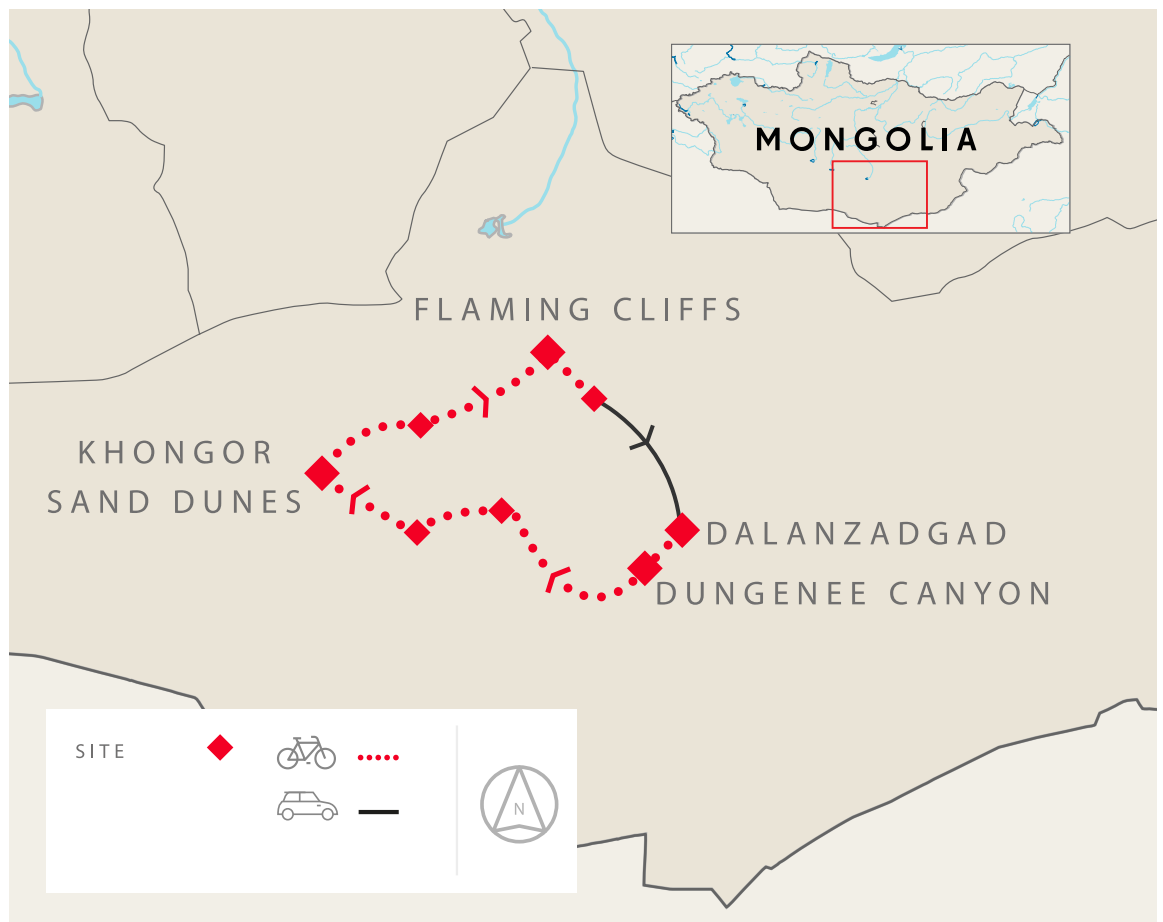 MONGOLIA
FLAMING CLIFFS
KHONGOR
SAND DUNES
DALANZADGAD
DUNGENEE CANYON
SITE
N